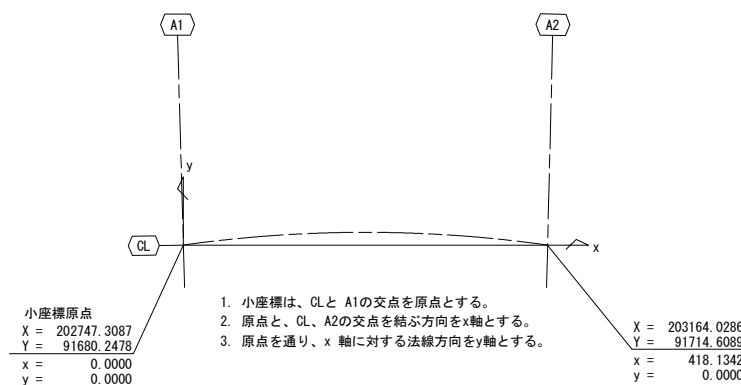 A1
A2
y
CL
x
小座標原点
X = 202747.3087
Y = 91680.2478
x = 0.0000
y = 0.0000
1. 小座標は、CLと A1の交点を原点とする。
2. 原点と、CL、A2の交点を結ぶ方向をx軸とする。
3. 原点を通り、x 軸に対する法線方向をy軸とする。
X = 203164.0286
Y = 91714.6089
x = 418.1342
y = 0.0000